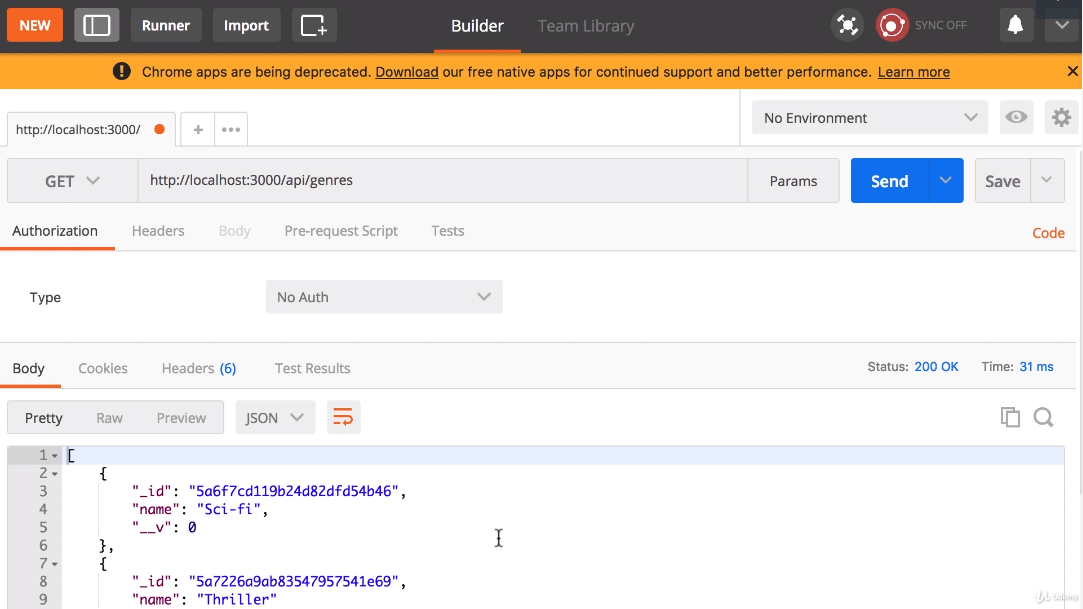 NEW Runner Import Builder Team Library SYNC OFF
Chrome apps are being deprecated. Download our free native apps for continued support and better performance. Learn more
http://localhost:3000/ No Environment
GET http://localhost:3000/api/genres Params Send Save
Authorization Headers Body Pre-request Script Tests Code
Type No Auth
Body Cookies Headers (6) Test Results Status: 200 OK Time: 31 ms
Pretty Raw Preview JSON
1 [
2 {
3 "_id": "5a6f7cd119b24d82dfd54b46",
4 "name": "Sci-fi",
5 "__v": 0
6 },
7 {
8 "_id": "5a7226a9ab83547957541e69",
9 "name": "Thriller"
Udemy